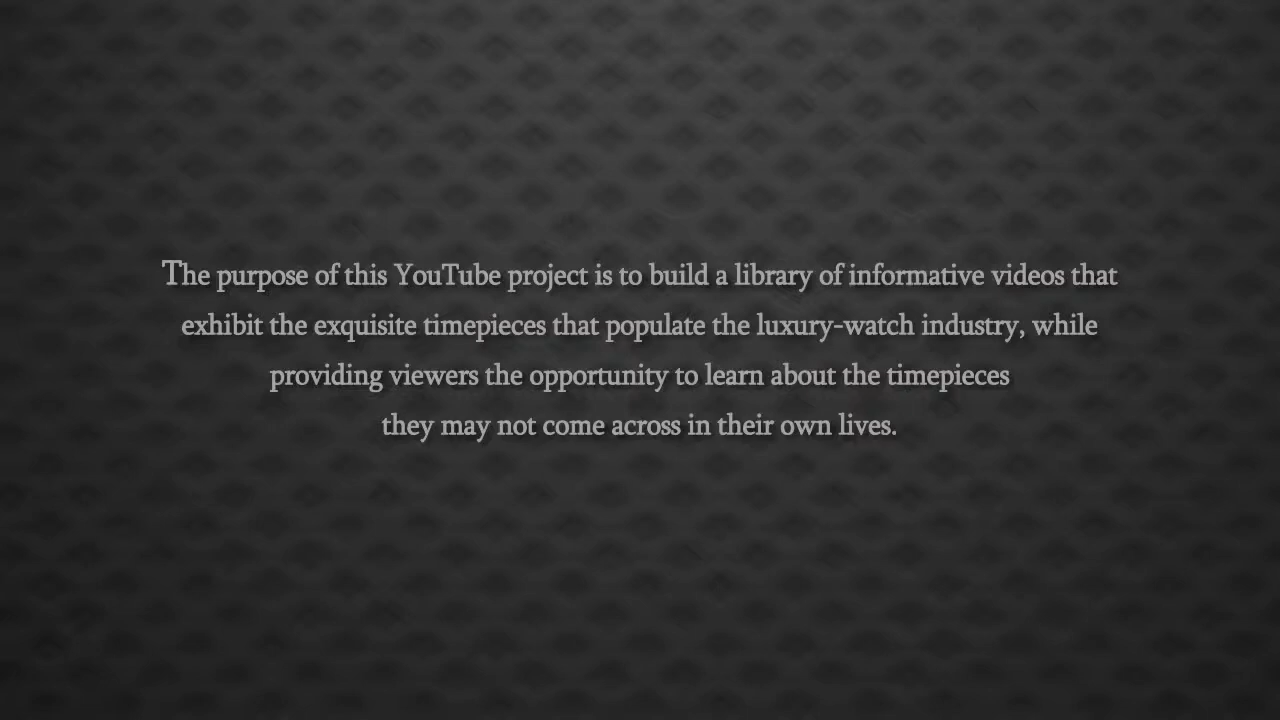 The purpose of this YouTube project is to build a library of informative videos that
exhibit the exquisite timepieces that populate the luxury-watch industry, while
providing viewers the opportunity to learn about the timepieces
they may not come across in their own lives.